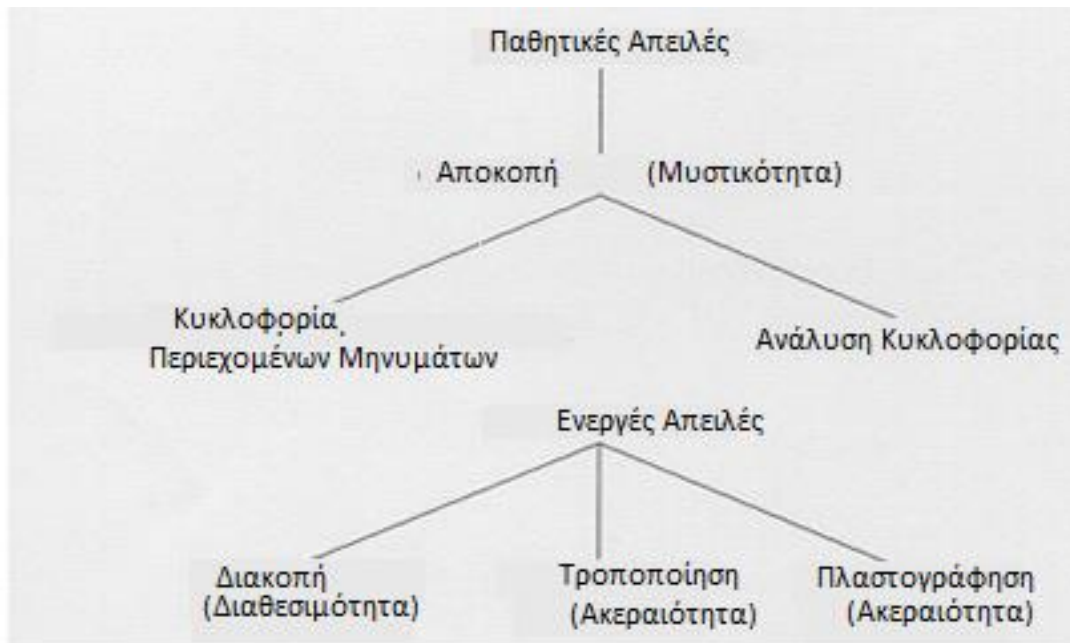 Παθητικές Απειλές
Αποκοπή (Μυστικότητα)
Κυκλοφορία
Περιεχομένων Μηνυμάτων
Ανάλυση Κυκλοφορίας
Ενεργές Απειλές
Διακοπή
(Διαθεσιμότητα)
Τροποποίηση
(Ακεραιότητα)
Πλαστογράφηση
(Ακεραιότητα)